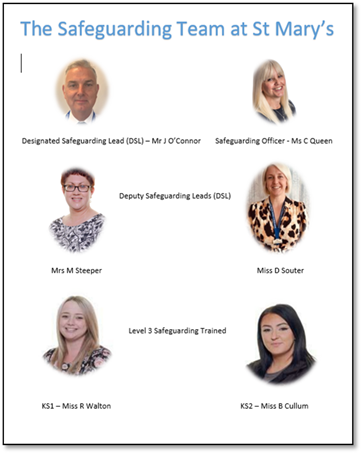 The Safeguarding Team at St Mary's
Designated Safeguarding Lead (DSL) – Mr J O'Connor
Safeguarding Officer - Ms C Queen
Deputy Safeguarding Leads (DSL)
Mrs M Steeper
Miss D Souter
Level 3 Safeguarding Trained
KS1 – Miss R Walton
KS2 – Miss B Cullum